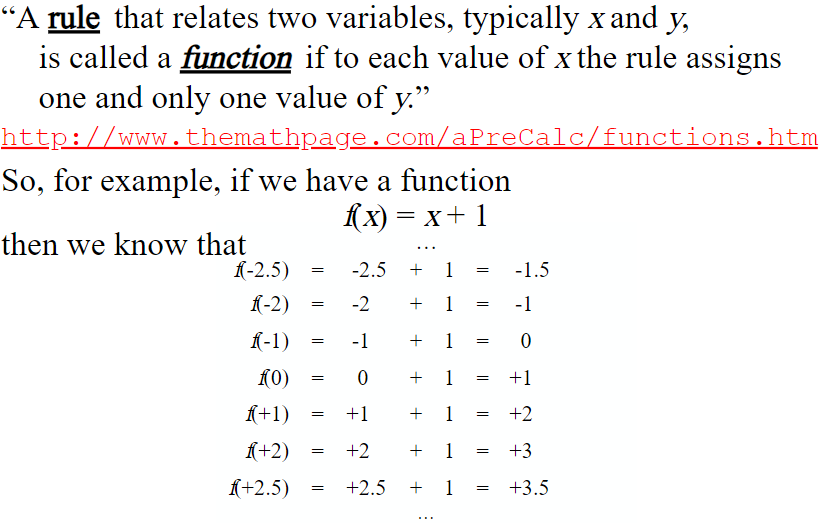 “A rule that relates two variables, typically x and y,
is called a function if to each value of x the rule assigns
one and only one value of y.”
http://www.themathpage.com/aPreCalc/functions.htm
So, for example, if we have a function
f(x) = x + 1
then we know that
...
f(-2.5) = -2.5 + 1 = -1.5
f(-2) = -2 + 1 = -1
f(-1) = -1 + 1 = 0
f(0) = 0 + 1 = +1
f(+1) = +1 + 1 = +2
f(+2) = +2 + 1 = +3
f(+2.5) = +2.5 + 1 = +3.5
...